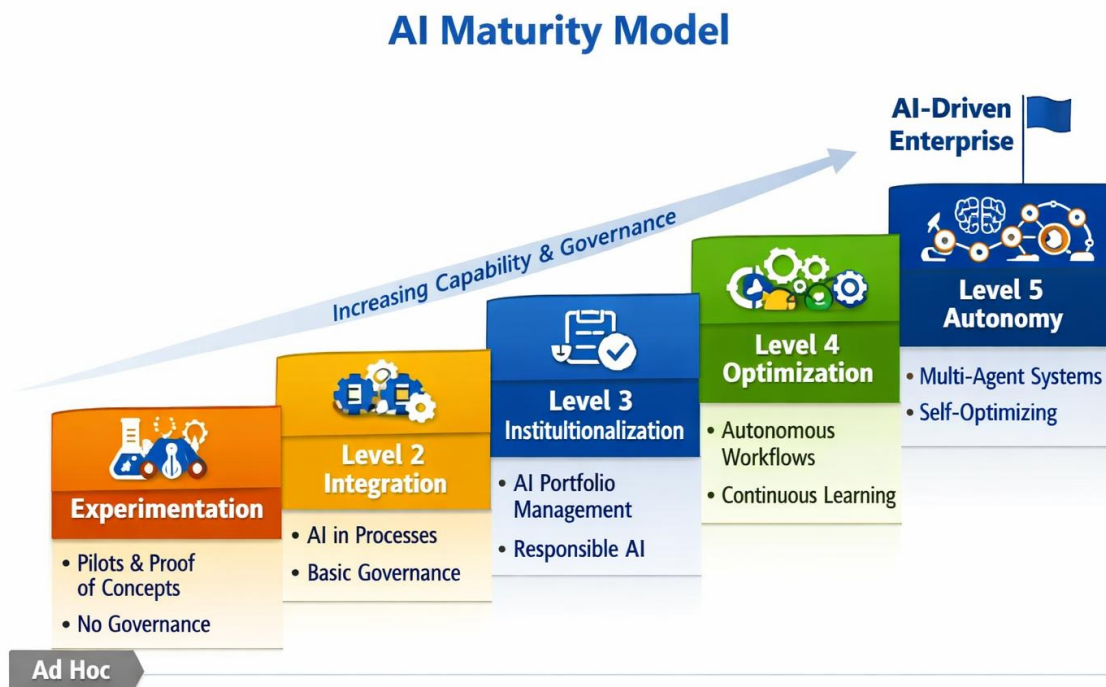 AI Maturity Model
AI-Driven
Enterprise
Increasing Capability & Governance
Experimentation
• Pilots & Proof
of Concepts
• No Governance
Level 2
Integration
• AI in Processes
• Basic Governance
Level 3
Institultionalization
• AI Portfolio
Management
• Responsible AI
Level 4
Optimization
• Autonomous
Workflows
• Continuous Learning
Level 5
Autonomy
• Multi-Agent Systems
• Self-Optimizing
Ad Hoc